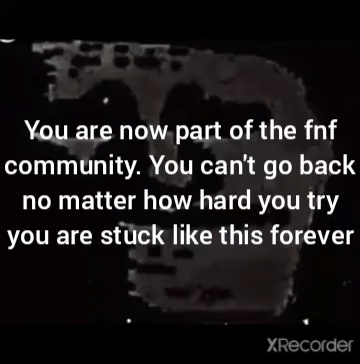 You are now part of the fnf
community. You can't go back
no matter how hard you try
you are stuck like this forever
XRecorder